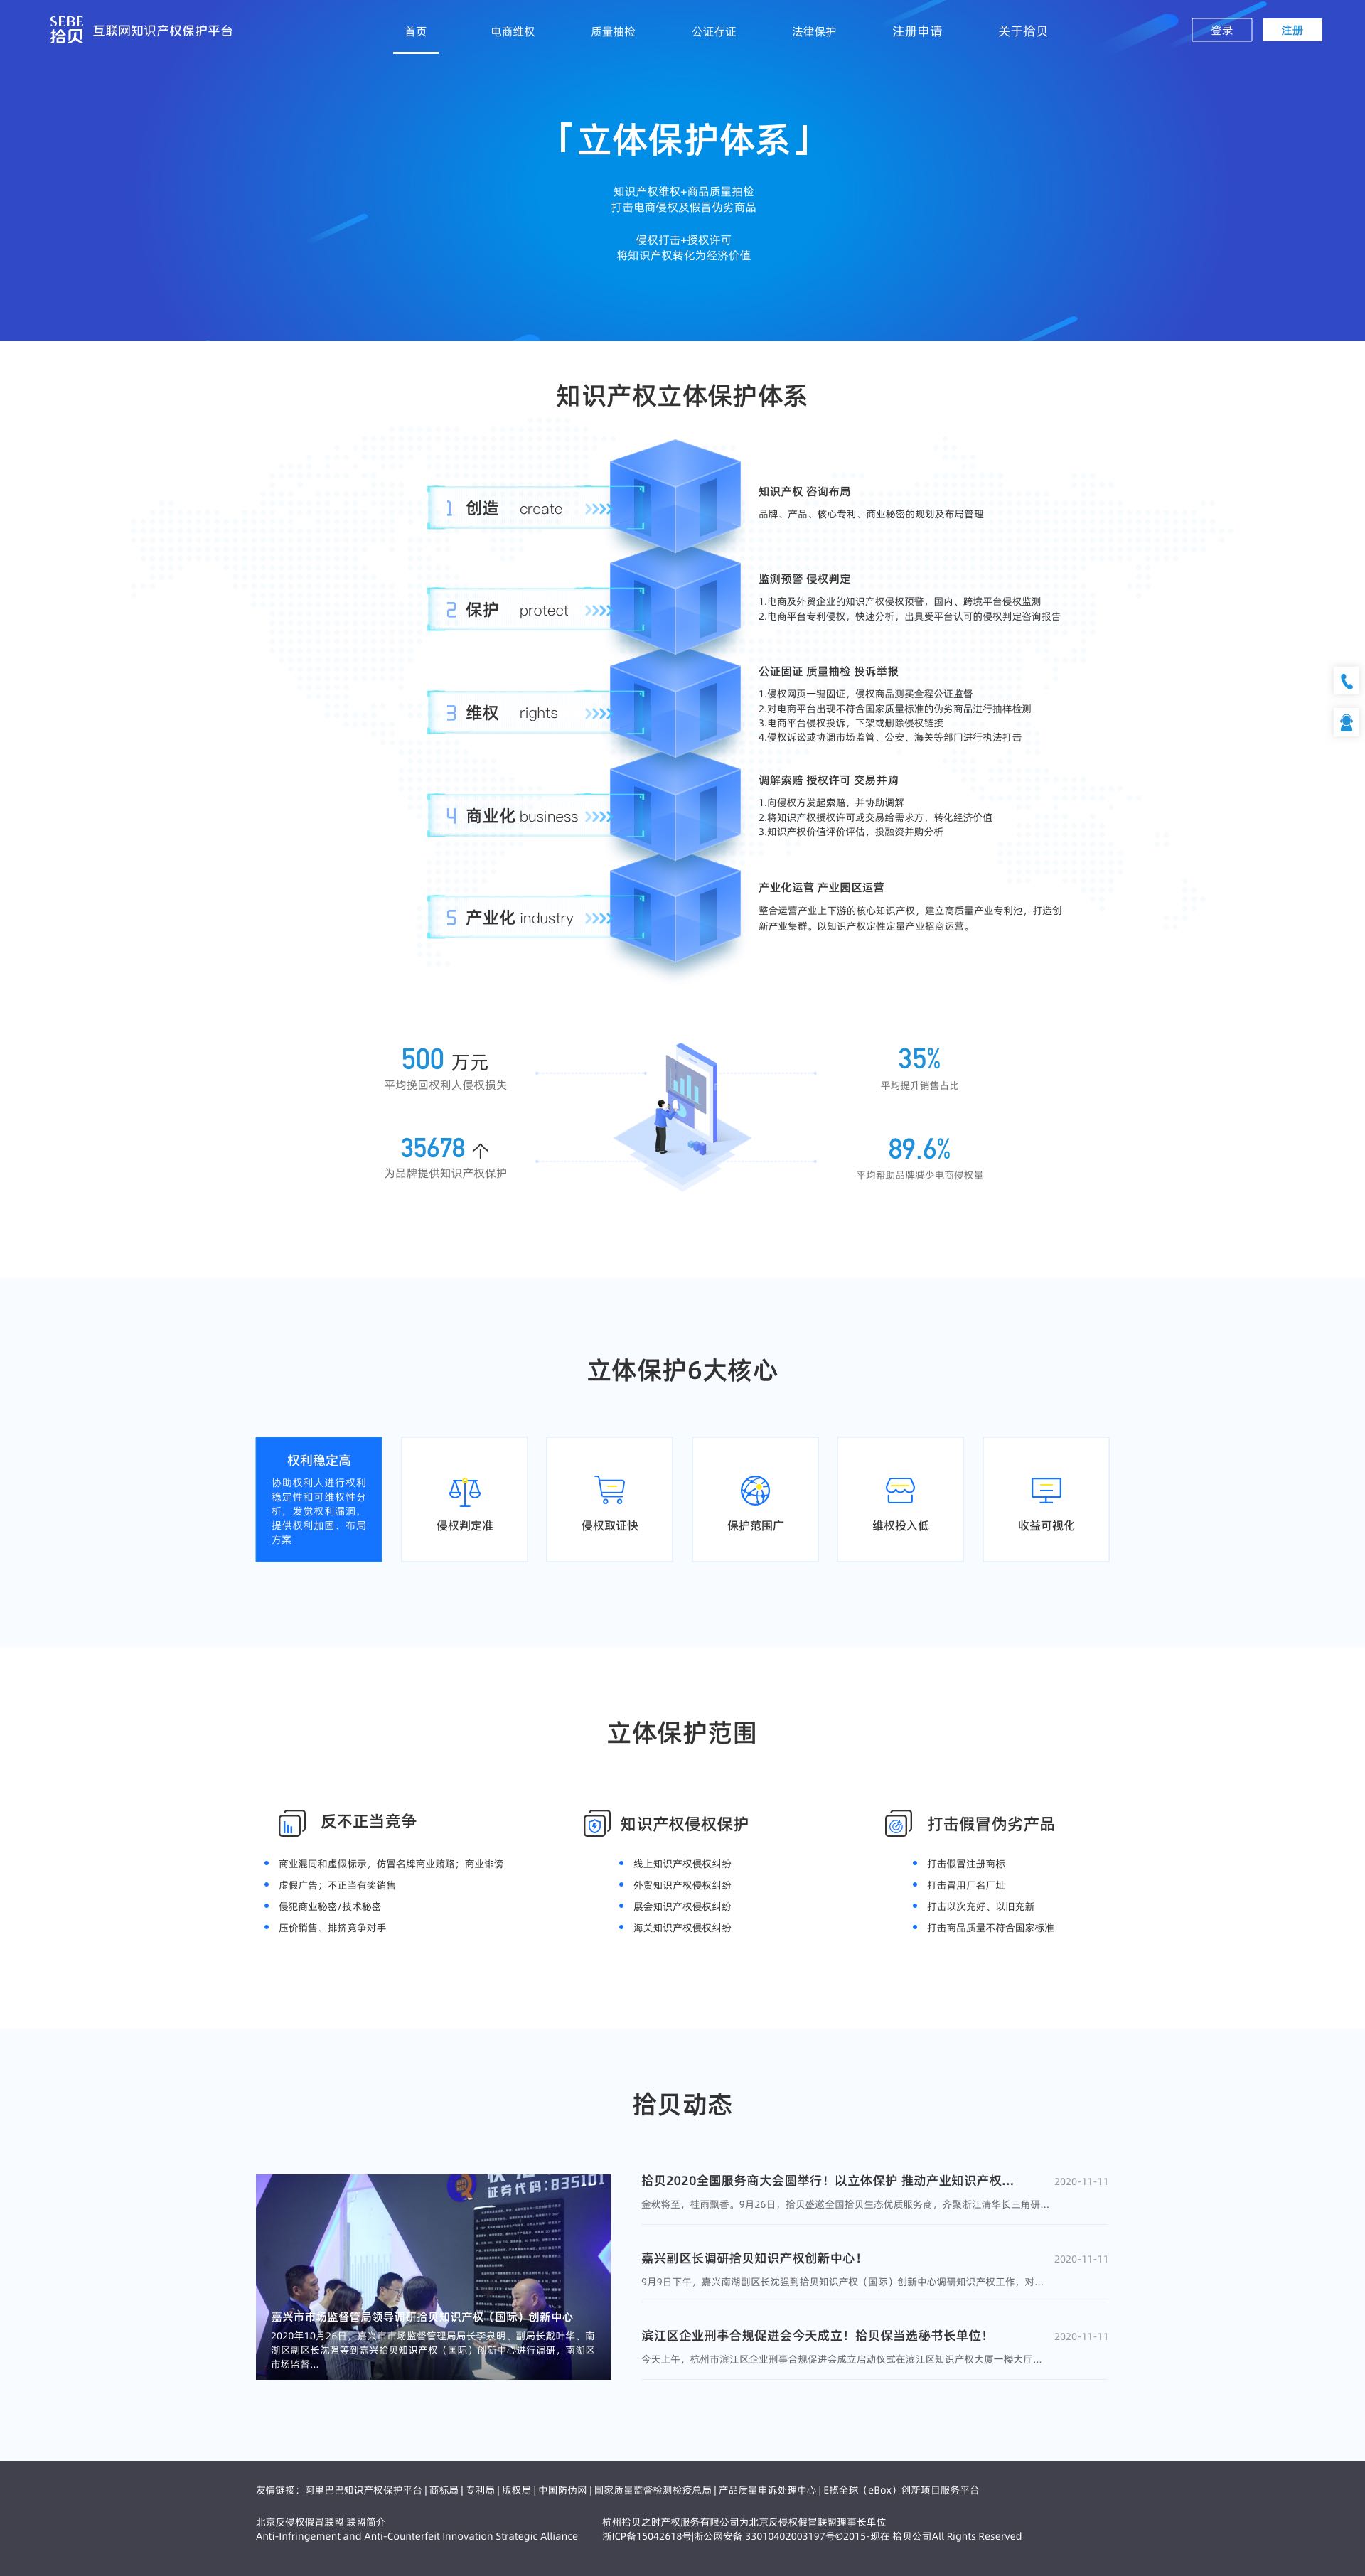 SEBE
拾贝
互联网知识产权保护平台
首页
电商维权
质量抽检
公证存证
法律保护
注册申请
关于拾贝
登录
注册
「立体保护体系」
知识产权维权+商品质量抽检
打击电商侵权及假冒伪劣商品
侵权打击+授权许可
将知识产权转化为经济价值
知识产权立体保护体系
1 创造 create
知识产权 咨询布局
品牌、产品、核心专利、商业秘密的规划及布局管理
2 保护 protect
监测预警 侵权判定
1.电商及外贸企业的知识产权侵权预警，国内、跨境平台侵权监测
2.电商平台专利侵权，快速分析，出具受平台认可的侵权判定咨询报告
3 维权 rights
公证固证 质量抽检 投诉举报
1.侵权网页一键固证，侵权商品测买全程公证监督
2.对电商平台出现不符合国家质量标准的伪劣商品进行抽样检测
3.电商平台侵权投诉，下架或删除侵权链接
4.侵权诉讼或协调市场监管、公安、海关等部门进行执法打击
4 商业化 business
调解索赔 授权许可 交易并购
1.向侵权方发起索赔，并协助调解
2.将知识产权授权许可或交易给需求方，转化经济价值
3.知识产权价值评价评估，投融资并购分析
5 产业化 industry
产业化运营 产业园区运营
整合运营产业上下游的核心知识产权，建立高质量产业专利池，打造创
新产业集群。以知识产权定性定量产业招商运营。
500 万元
平均挽回权利人侵权损失
35%
平均提升销售占比
35678 个
为品牌提供知识产权保护
89.6%
平均帮助品牌减少电商侵权量
立体保护6大核心
权利稳定高
协助权利人进行权利
稳定性和可维权性分
析，发觉权利漏洞，
提供权利加固、布局
方案
侵权判定准
侵权取证快
保护范围广
维权投入低
收益可视化
立体保护范围
反不正当竞争
商业混同和虚假标示，仿冒名牌商业贿赂；商业诽谤
虚假广告；不正当有奖销售
侵犯商业秘密/技术秘密
压价销售、排挤竞争对手
知识产权侵权保护
线上知识产权侵权纠纷
外贸知识产权侵权纠纷
展会知识产权侵权纠纷
海关知识产权侵权纠纷
打击假冒伪劣产品
打击假冒注册商标
打击冒用厂名厂址
打击以次充好、以旧充新
打击商品质量不符合国家标准
拾贝动态
证券代码:835101
嘉兴市市场监督管局领导调研拾贝知识产权（国际）创新中心
2020年10月26日，嘉兴市市场监督管理局局长李泉明、副局长戴叶华、南
湖区副区长沈强等到嘉兴拾贝知识产权（国际）创新中心进行调研，南湖区
市场监督...
拾贝2020全国服务商大会圆举行！以立体保护 推动产业知识产权...
2020-11-11
金秋将至，桂雨飘香。9月26日，拾贝盛邀全国拾贝生态优质服务商，齐聚浙江清华长三角研...
嘉兴副区长调研拾贝知识产权创新中心！
2020-11-11
9月9日下午，嘉兴南湖副区长沈强到拾贝知识产权（国际）创新中心调研知识产权工作，对...
滨江区企业刑事合规促进会今天成立！拾贝保当选秘书长单位！
2020-11-11
今天上午，杭州市滨江区企业刑事合规促进会成立启动仪式在滨江区知识产权大厦一楼大厅...
友情链接：阿里巴巴知识产权保护平台 | 商标局 | 专利局 | 版权局 | 中国防伪网 | 国家质量监督检测检疫总局 | 产品质量申诉处理中心 | E揽全球（eBox）创新项目服务平台
北京反侵权假冒联盟 联盟简介
Anti-Infringement and Anti-Counterfeit Innovation Strategic Alliance
杭州拾贝之时产权服务有限公司为北京反侵权假冒联盟理事长单位
浙ICP备15042618号|浙公网安备 33010402003197号©2015-现在 拾贝公司All Rights Reserved